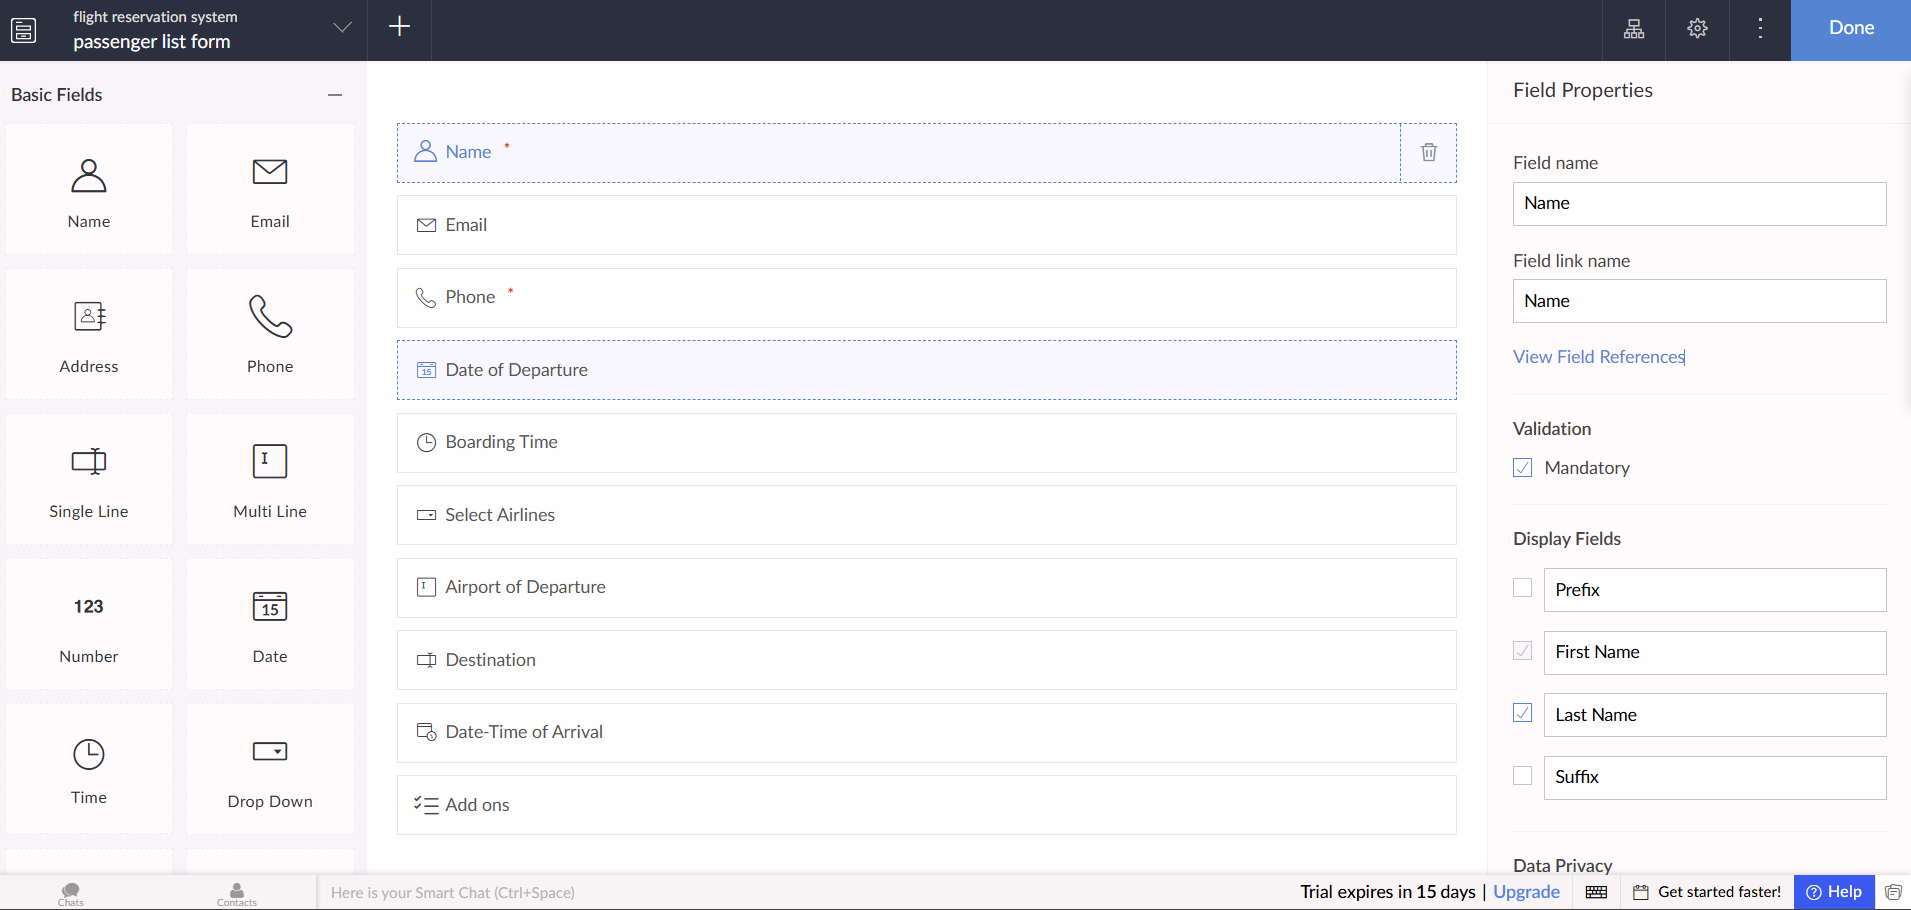 flight reservation system
passenger list form
Done
Basic Fields
Name
Email
Address
Phone
Single Line
Multi Line
123
Number
15
Date
Time
Drop Down
Name *
Email
Phone *
15 Date of Departure
Boarding Time
Select Airlines
Airport of Departure
Destination
Date-Time of Arrival
Add ons
Field Properties
Field name
Name
Field link name
Name
View Field References
Validation
Mandatory
Display Fields
Prefix
First Name
Last Name
Suffix
Data Privacy
Chats
Contacts
Here is your Smart Chat (Ctrl+Space)
Trial expires in 15 days | Upgrade
Get started faster!
Help